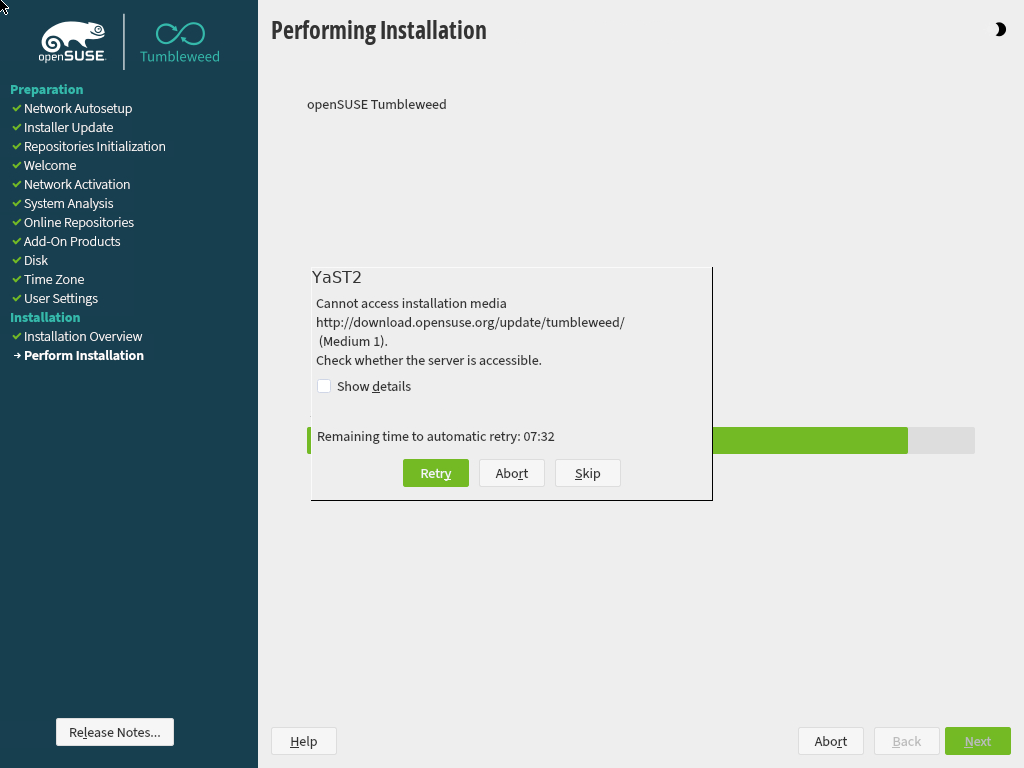 openSUSE.
Tumbleweed
Preparation
Network Autosetup
Installer Update
Repositories Initialization
Welcome
Network Activation
System Analysis
Online Repositories
Add-On Products
Disk
Time Zone
User Settings
Installation
Installation Overview
Perform Installation
Release Notes...
Performing Installation
openSUSE Tumbleweed
YaST2
Cannot access installation media
http://download.opensuse.org/update/tumbleweed/
(Medium 1).
Check whether the server is accessible.
Show details
Remaining time to automatic retry: 07:32
Retry Abort Skip
Help Abort Back Next